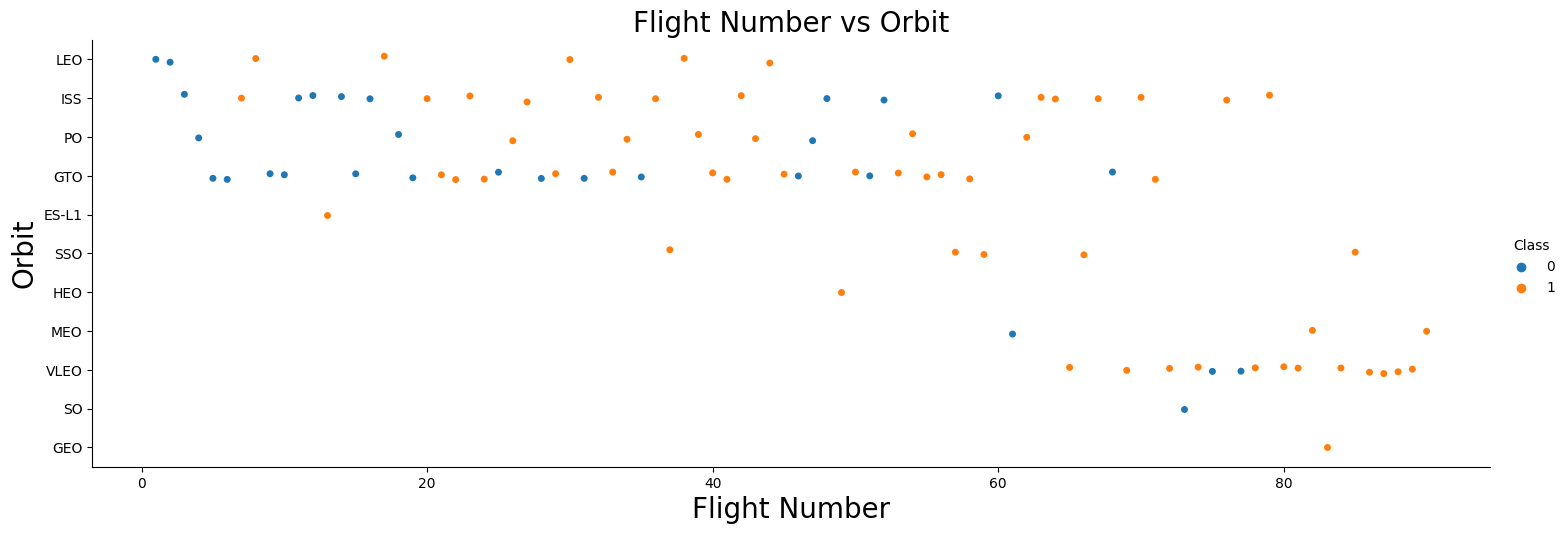 Flight Number vs Orbit
LEO
ISS
PO
GTO
ES-L1
SSO
HEO
MEO
VLEO
SO
GEO
Orbit
0
20
40
60
80
Flight Number
Class
0
1